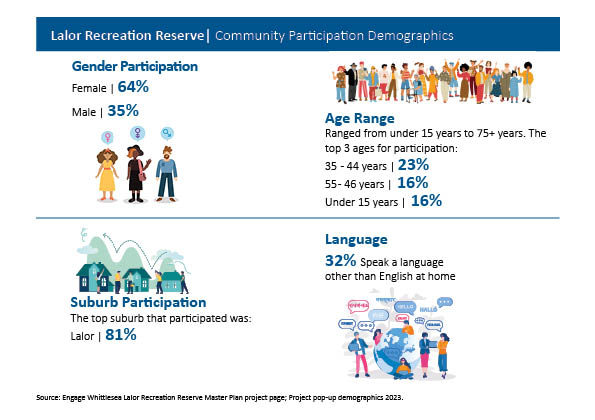 Lalor Recreation Reserve| Community Participation Demographics
Gender Participation
Female | 64%
Male | 35%
Age Range
Ranged from under 15 years to 75+ years. The
top 3 ages for participation:
35 - 44 years | 23%
55- 46 years | 16%
Under 15 years | 16%
Suburb Participation
The top suburb that participated was:
Lalor | 81%
Language
32% Speak a language
other than English at home
HELLO
HALLO
Source: Engage Whittlesea Lalor Recreation Reserve Master Plan project page; Project pop-up demographics 2023.